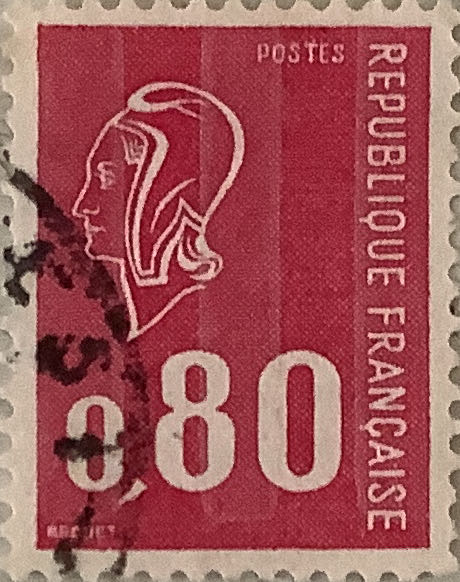 POSTES
REPUBLIQUE FRANÇAISE
0,80